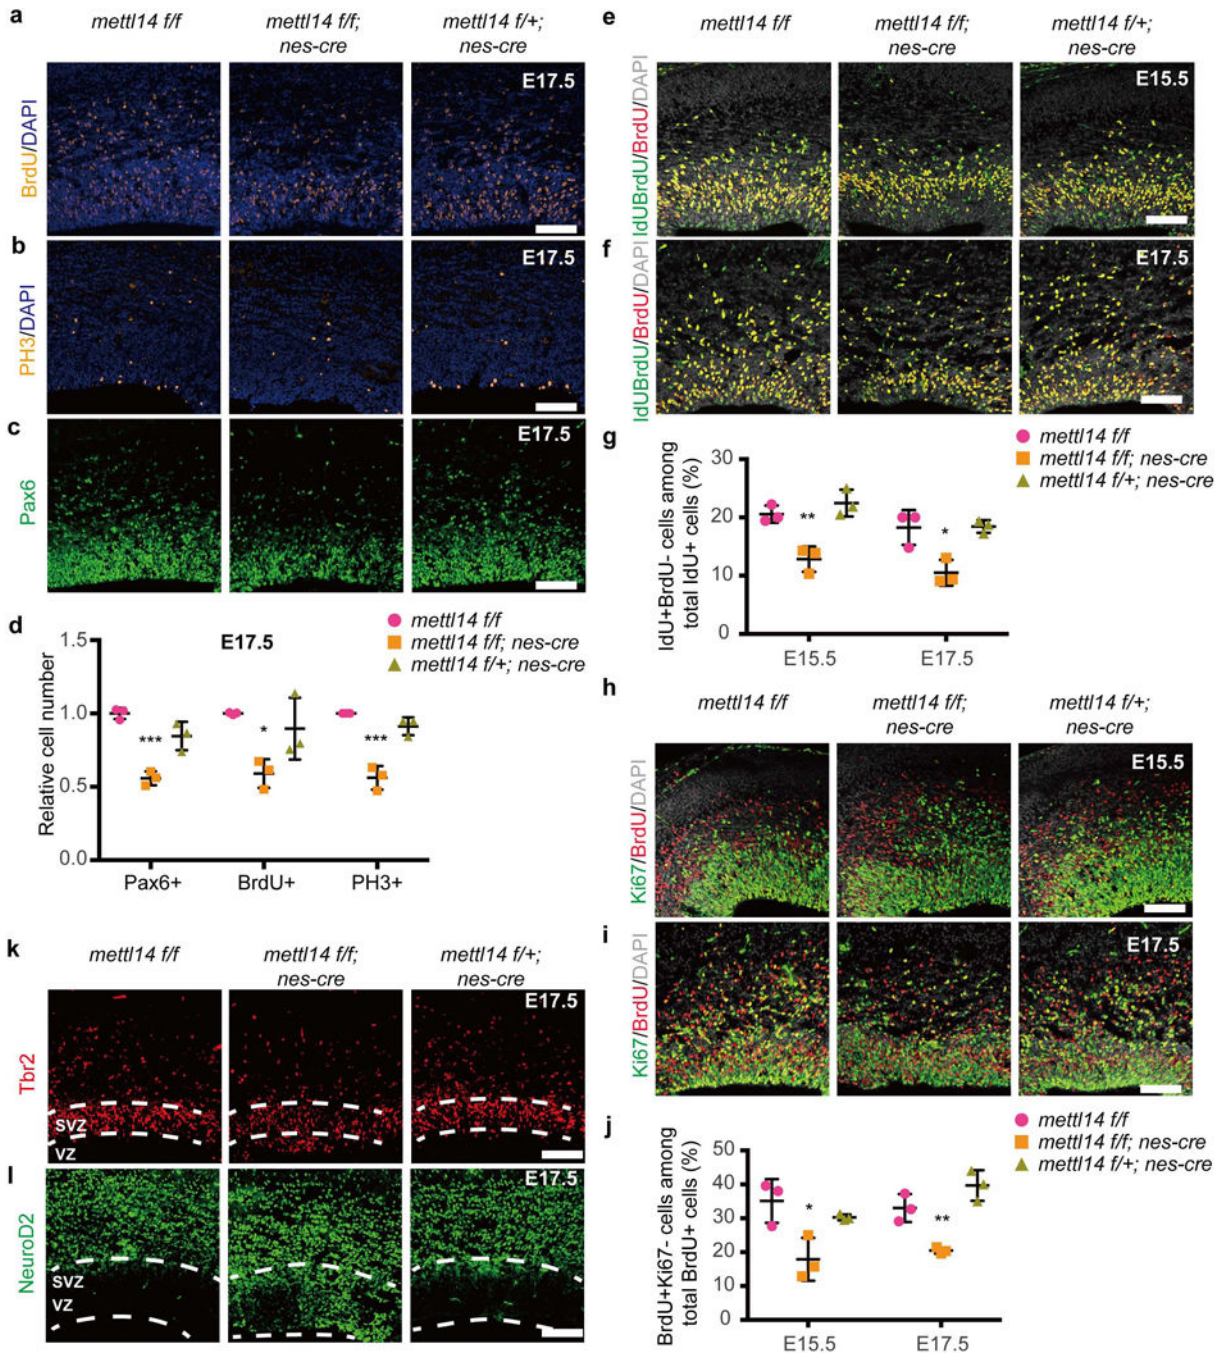 a
mettl14 f/f
mettl14 f/f;
nes-cre
mettl14 f/+;
nes-cre
BrdU/DAPI
E17.5
b
PH3/DAPI
E17.5
c
Pax6
E17.5
d
E17.5
mettl14 f/f
mettl14 f/f; nes-cre
mettl14 f/+; nes-cre
Relative cell number
1.5
1.0
0.5
0.0
***
*
***
Pax6+
BrdU+
PH3+
k
mettl14 f/f
mettl14 f/f;
nes-cre
mettl14 f/+;
nes-cre
Tbr2
E17.5
SVZ
VZ
l
NeuroD2
E17.5
SVZ
VZ
e
mettl14 f/f
mettl14 f/f;
nes-cre
mettl14 f/+;
nes-cre
IdUBrdU/BrdU/DAPI
E15.5
f
IdUBrdU/BrdU/DAPI
E17.5
g
mettl14 f/f
mettl14 f/f; nes-cre
mettl14 f/+; nes-cre
IdU+BrdU- cells among
total IdU+ cells (%)
30
20
10
0
**
*
E15.5
E17.5
h
mettl14 f/f
mettl14 f/f;
nes-cre
mettl14 f/+;
nes-cre
Ki67/BrdU/DAPI
E15.5
i
Ki67/BrdU/DAPI
E17.5
j
mettl14 f/f
mettl14 f/f; nes-cre
mettl14 f/+; nes-cre
BrdU+Ki67- cells among
total BrdU+ cells (%)
50
40
30
20
10
0
*
**
E15.5
E17.5